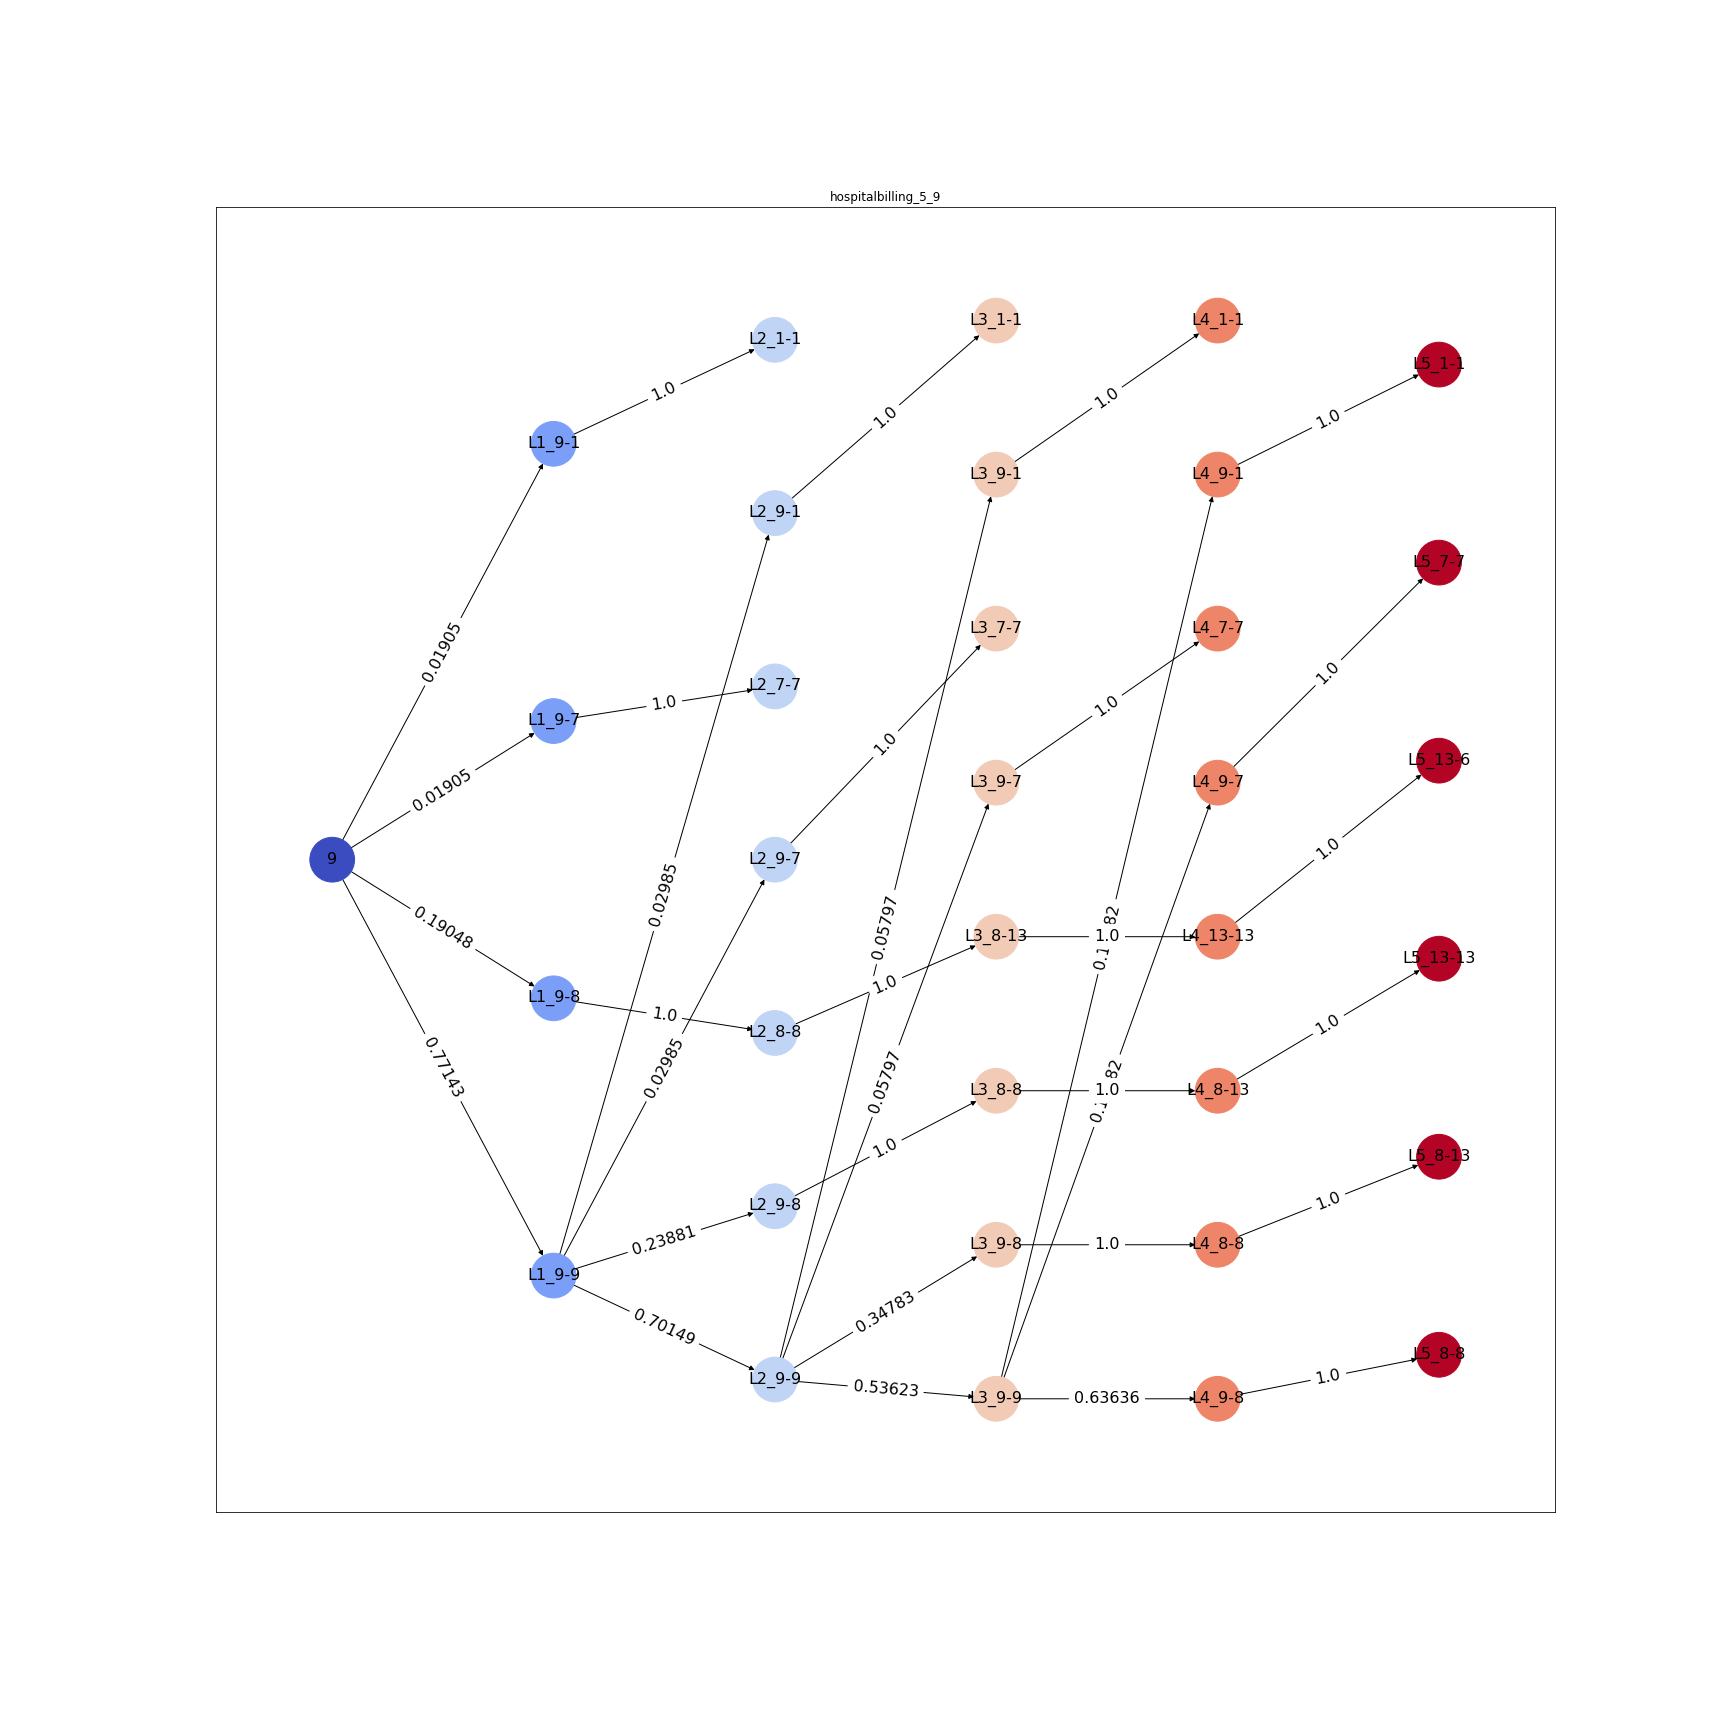 hospitalbilling_5_9
9
L1_9-1
L1_9-7
L1_9-8
L1_9-9
L2_1-1
L2_9-1
L2_7-7
L2_9-7
L2_8-8
L2_9-8
L2_9-9
L3_1-1
L3_9-1
L3_7-7
L3_9-7
L3_8-13
L3_8-8
L3_9-8
L3_9-9
L4_1-1
L4_9-1
L4_7-7
L4_9-7
L4_13-13
L4_8-13
L4_8-8
L4_9-8
L5_1-1
L5_7-7
L5_13-6
L5_13-13
L5_8-13
L5_8-8
0.01905
0.01905
0.19048
0.77143
1.0
1.0
0.02985
1.0
0.02985
0.23881
0.70149
1.0
1.0
0.05797
1.0
0.05797
1.0
0.34783
0.53623
1.0
1.0
1.0
1.0
1.0
0.63636
1.0
1.0
1.0
1.0
1.0
1.0